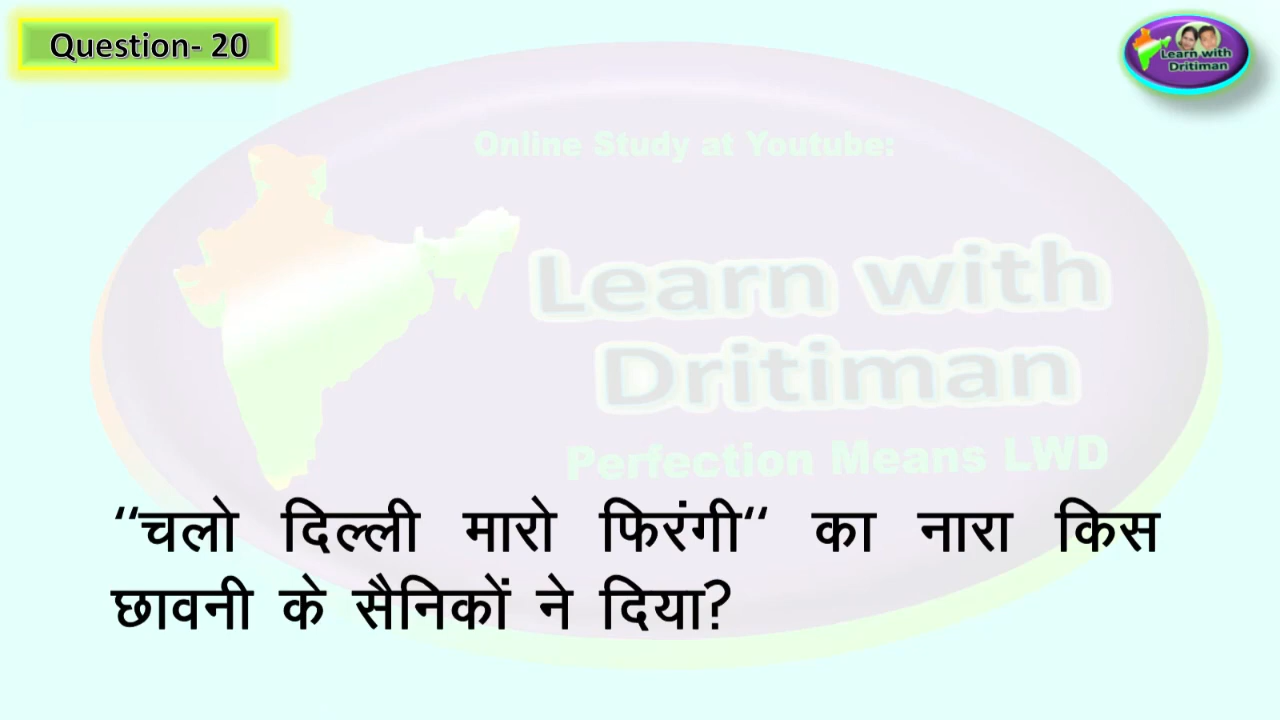 Question- 20
Learn with
Dritiman
Online Study at Youtube:
Learn with
Dritiman
Perfection Means LWD
“चलो दिल्ली मारो फिरंगी“ का नारा किस
छावनी के सैनिकों ने दिया?